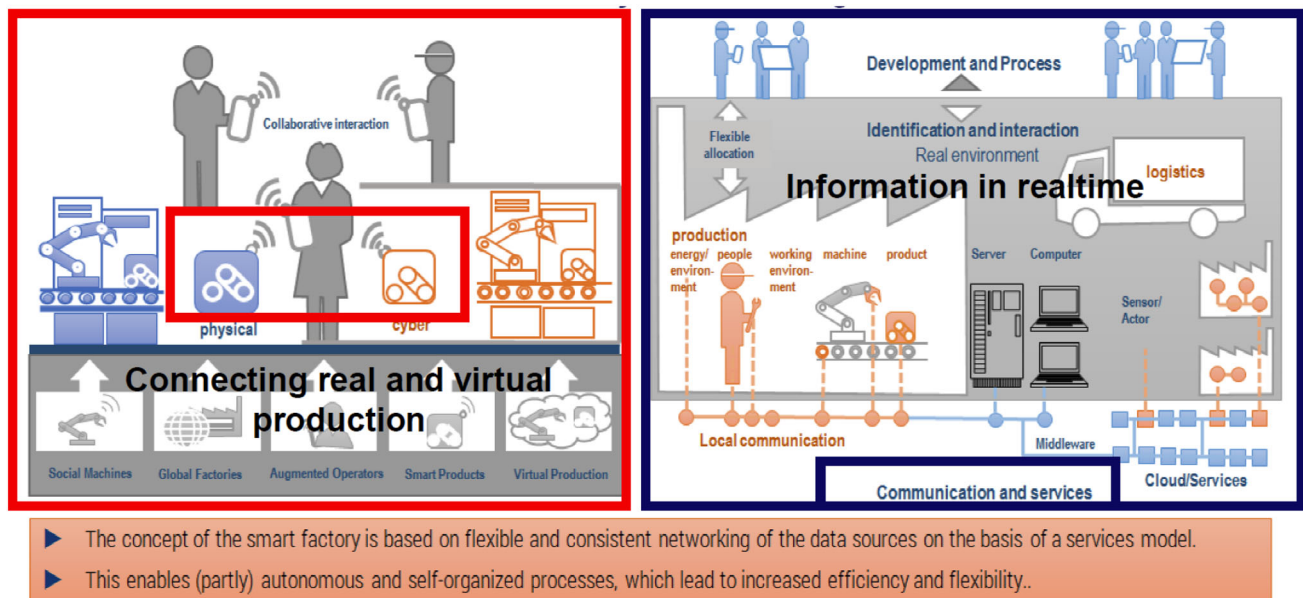 Collaborative interaction
physical
cyber
Connecting real and virtual
production
Social Machines
Global Factories
Augmented Operators
Smart Products
Virtual Production
Development and Process
Flexible
allocation
Identification and interaction
Real environment
Information in realtime
logistics
production
energy/
environ-
ment
people
working
environ-
ment
machine
product
Server
Computer
Sensor/
Actor
Local communication
Middleware
Cloud/Services
Communication and services
The concept of the smart factory is based on flexible and consistent networking of the data sources on the basis of a services model.
This enables (partly) autonomous and self-organized processes, which lead to increased efficiency and flexibility..